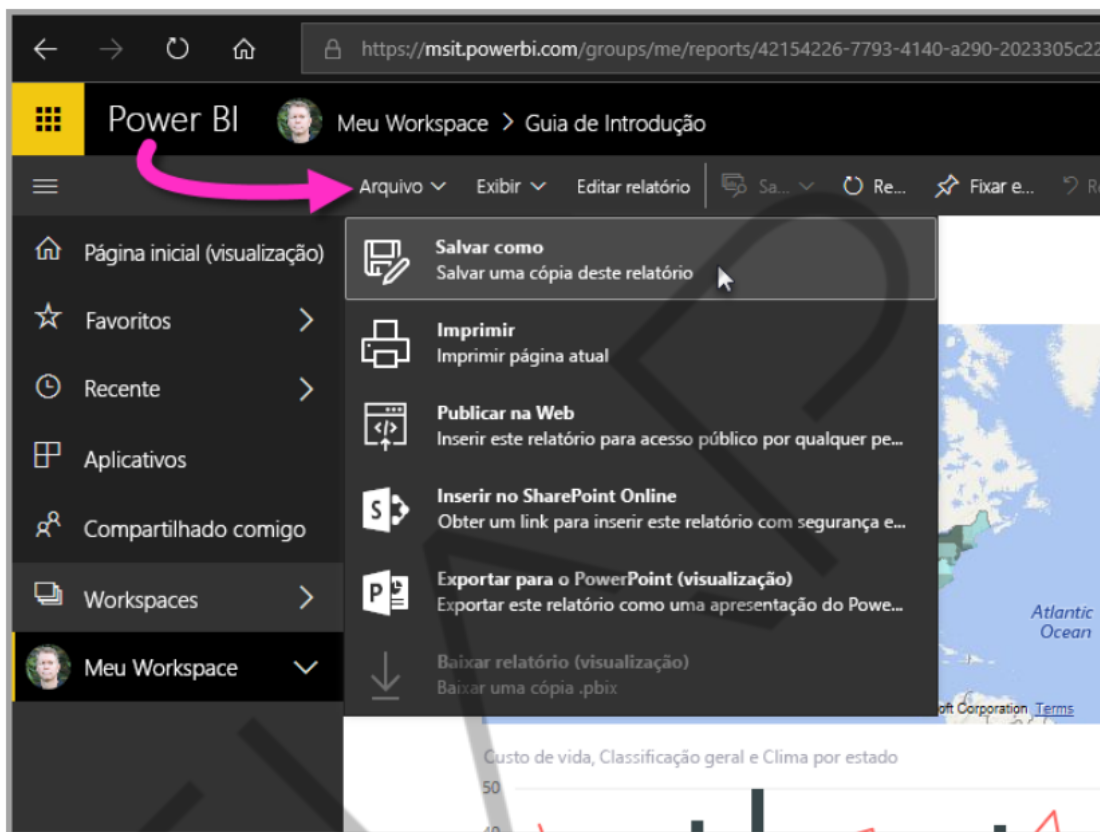 https://msit.powerbi.com/groups/me/reports/42154226-7793-4140-a290-2023305c22
Power BI Meu Workspace > Guia de Introdução
Arquivo Exibir Editar relatório Sa... Re... Fixar e...
Página inicial (visualização)
Favoritos
Recente
Aplicativos
Compartilhado comigo
Workspaces
Meu Workspace
Salvar como
Salvar uma cópia deste relatório
Imprimir
Imprimir página atual
Publicar na Web
Inserir este relatório para acesso público por qualquer pe...
Inserir no SharePoint Online
Obter um link para inserir este relatório com segurança e...
Exportar para o PowerPoint (visualização)
Exportar este relatório como uma apresentação do Powe...
Baixar relatório (visualização)
Baixar uma cópia .pbix
Atlantic
Ocean
oft Corporation Terms
Custo de vida, Classificação geral e Clima por estado
50
40